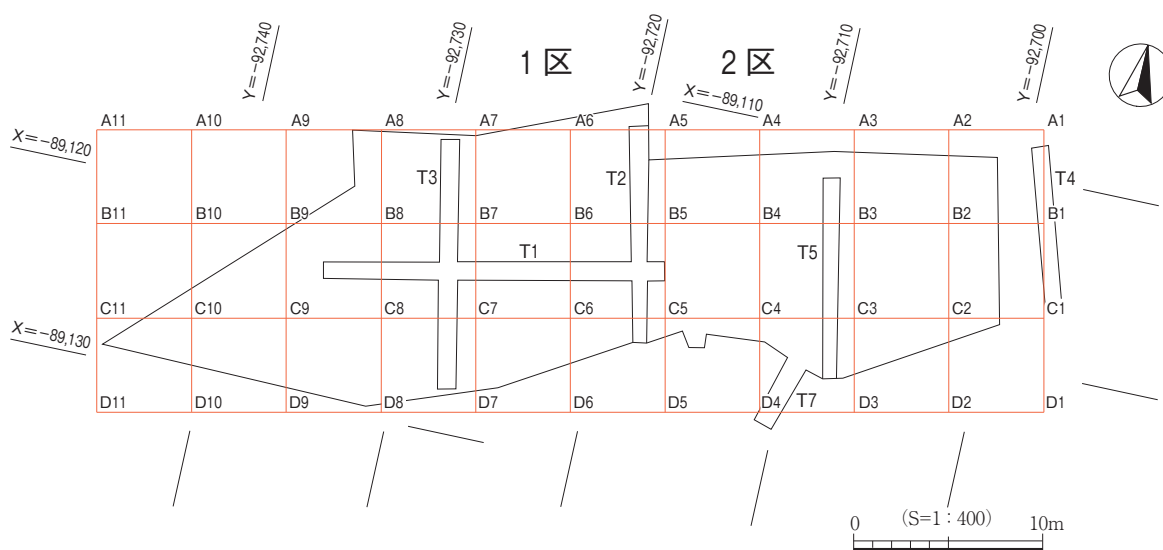 Y=-92,740
Y=-92,730
1区
Y=-92,720
2区
Y=-92,710
Y=-92,700
X=-89,110
X=-89,120
A11 A10 A9 A8 A7 A6 A5 A4 A3 A2 A1
T3 T2 T4
B11 B10 B9 B8 B7 B6 B5 B4 B3 B2 B1
T1 T5
C11 C10 C9 C8 C7 C6 C5 C4 C3 C2 C1
X=-89,130
D11 D10 D9 D8 D7 D6 D5 D4 T7 D3 D2 D1
0 (S=1:400) 10m